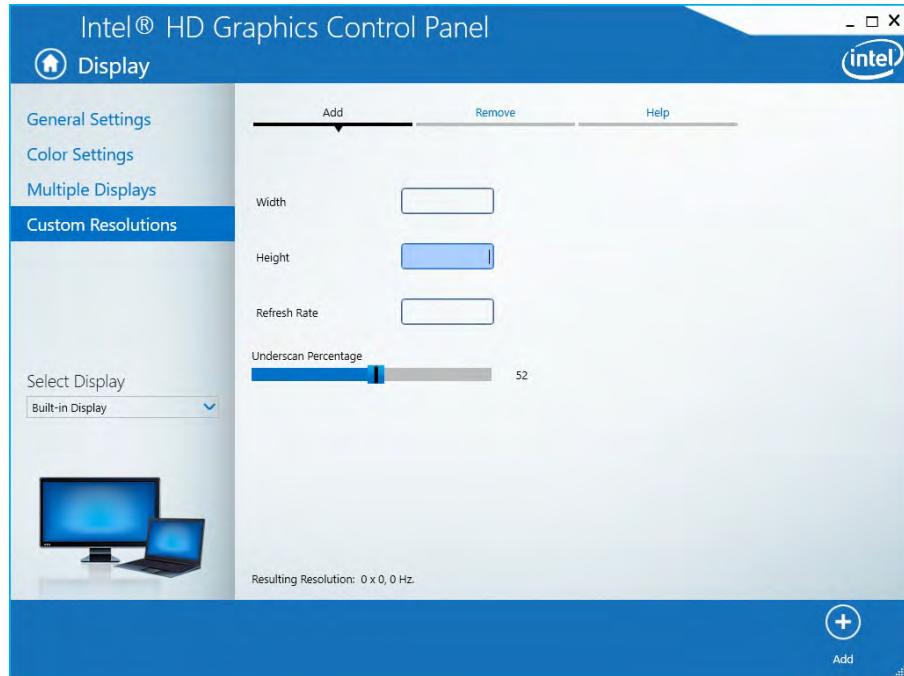 Intel® HD Graphics Control Panel
intel
Display
General Settings
Color Settings
Multiple Displays
Custom Resolutions
Select Display
Built-in Display
Add
Remove
Help
Width
Height
Refresh Rate
Underscan Percentage
52
Resulting Resolution: 0 x 0, 0 Hz.
Add